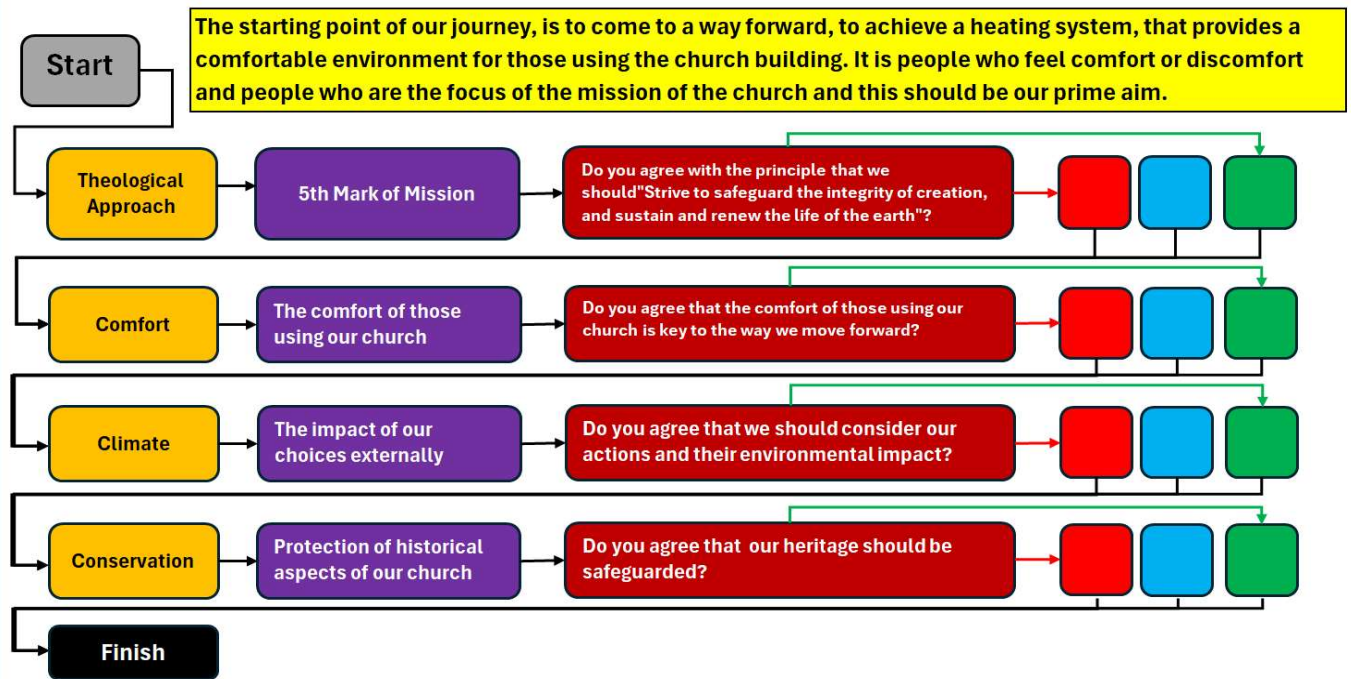 The starting point of our journey, is to come to a way forward, to achieve a heating system, that provides a
comfortable environment for those using the church building. It is people who feel comfort or discomfort
and people who are the focus of the mission of the church and this should be our prime aim.
Start
Theological
Approach
5th Mark of Mission
Do you agree with the principle that we
should"Strive to safeguard the integrity of creation,
and sustain and renew the life of the earth"?
Comfort
The comfort of those
using our church
Do you agree that the comfort of those using our
church is key to the way we move forward?
Climate
The impact of our
choices externally
Do you agree that we should consider our
actions and their environmental impact?
Conservation
Protection of historical
aspects of our church
Do you agree that  our heritage should be
safeguarded?
Finish